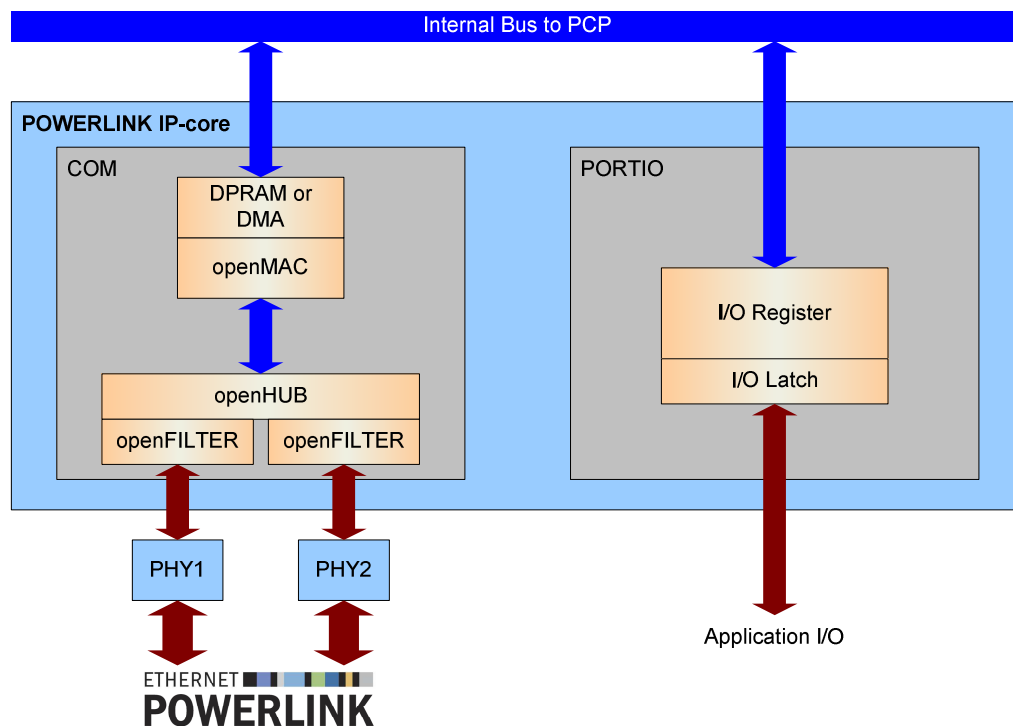 Internal Bus to PCP
POWERLINK IP-core
COM
DPRAM or
DMA
openMAC
openHUB
openFILTER
openFILTER
PHY1
PHY2
ETHERNET
POWERLINK
PORTIO
I/O Register
I/O Latch
Application I/O